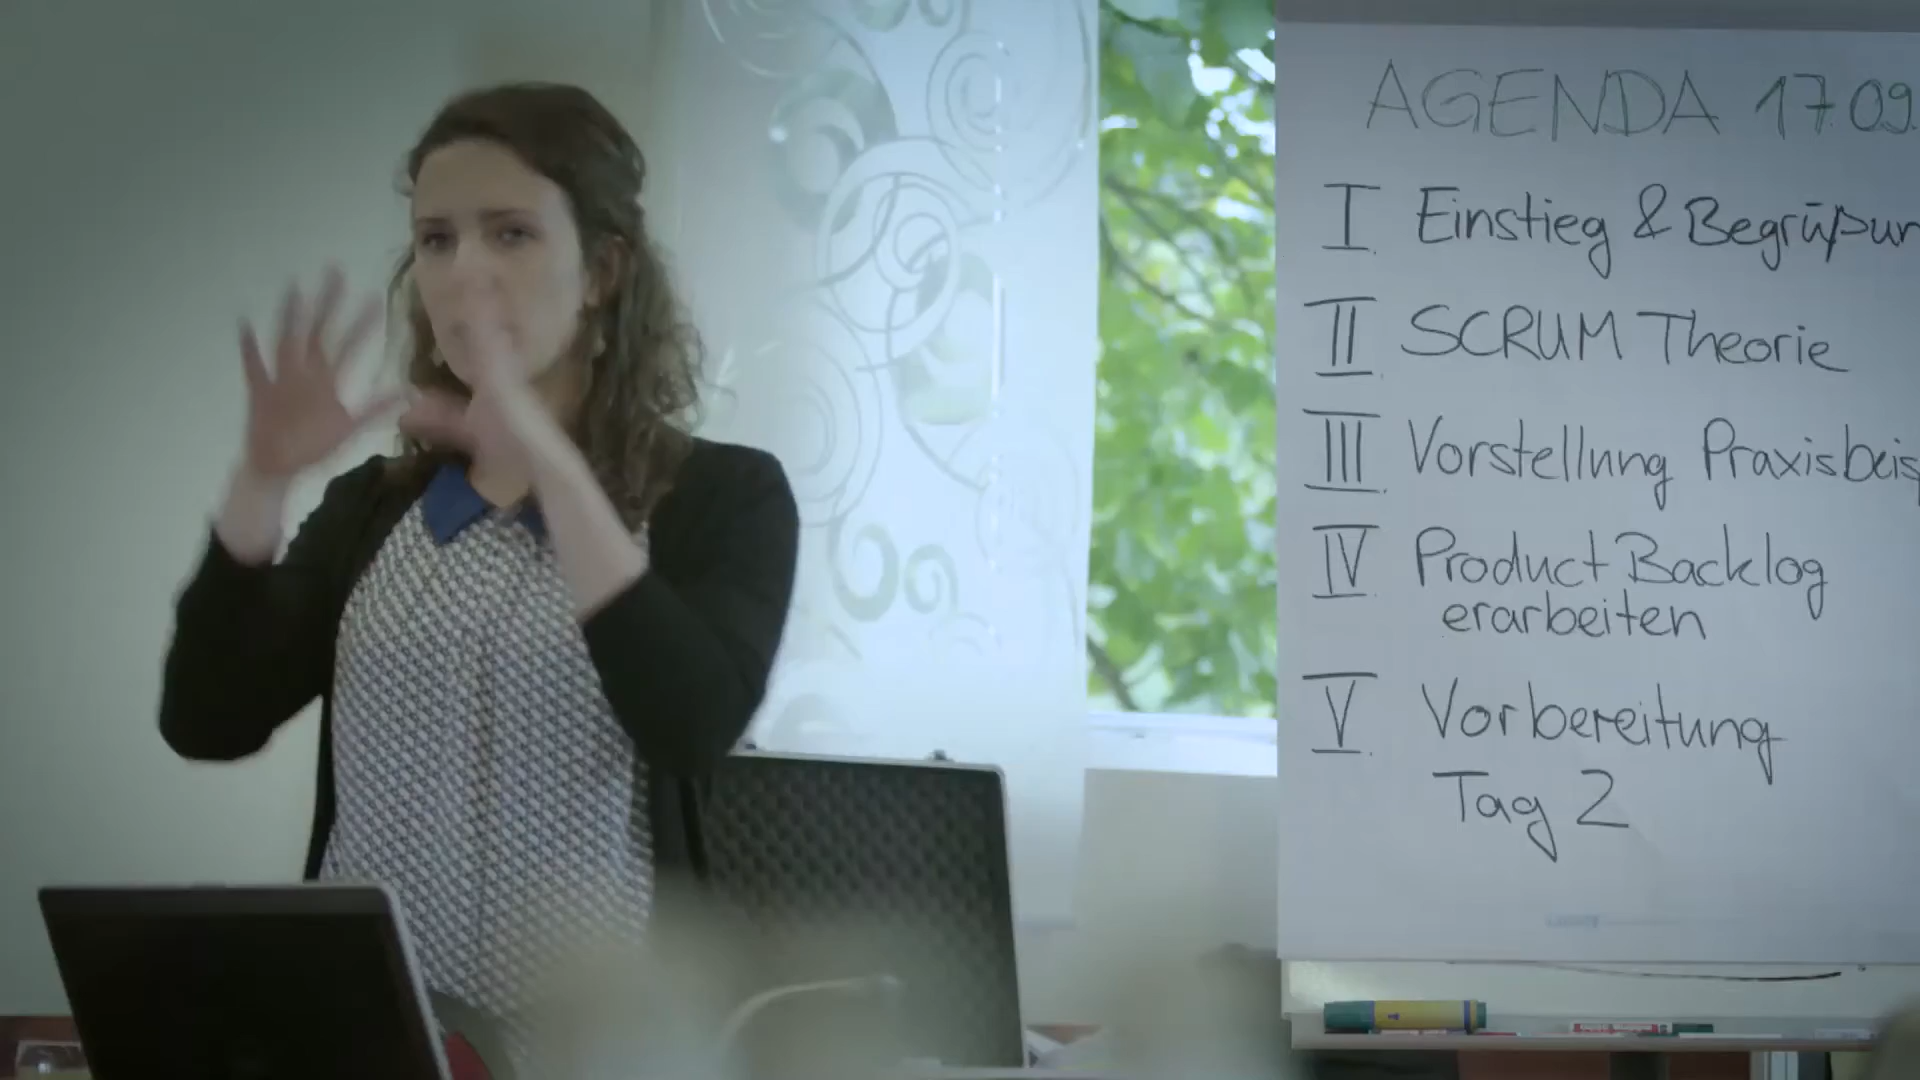 AGENDA 17.09.
I. Einstieg & Begrüßun
II. SCRUM Theorie
III. Vorstellung Praxisbeis
IV. Product Backlog
erarbeiten
V. Vorbereitung
Tag 2